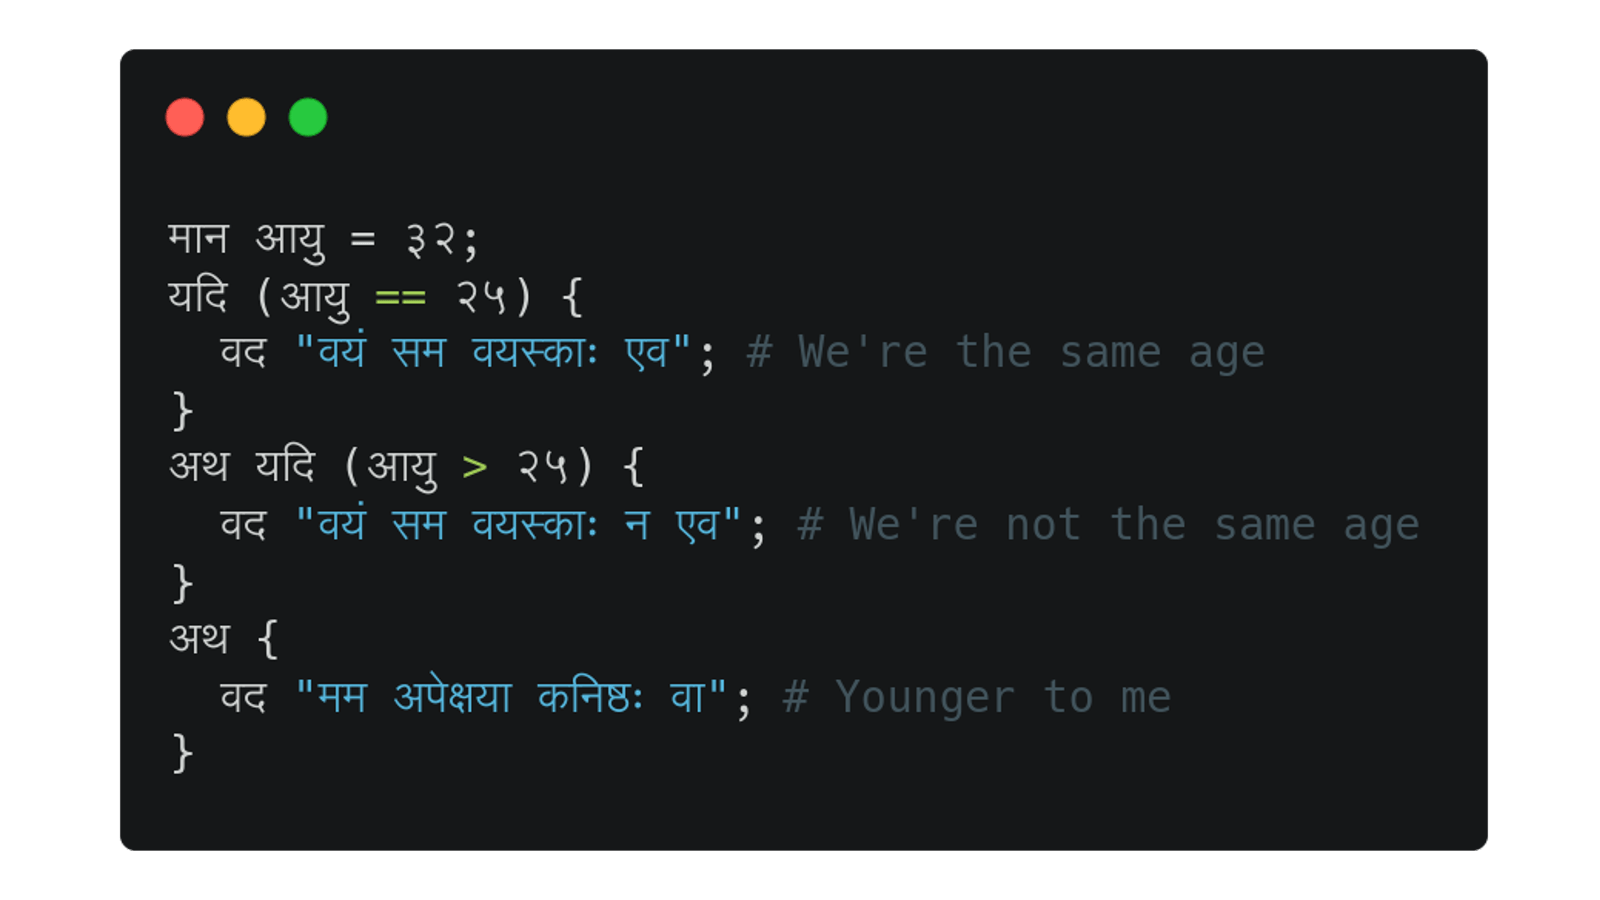 मान आयु = ३२;
यदि (आयु == २५) {
वद "वयं सम वयस्काः एव"; # We're the same age
}
अथ यदि (आयु > २५) {
वद "वयं सम वयस्काः न एव"; # We're not the same age
}
अथ {
वद "मम अपेक्षया कनिष्ठः वा"; # Younger to me
}